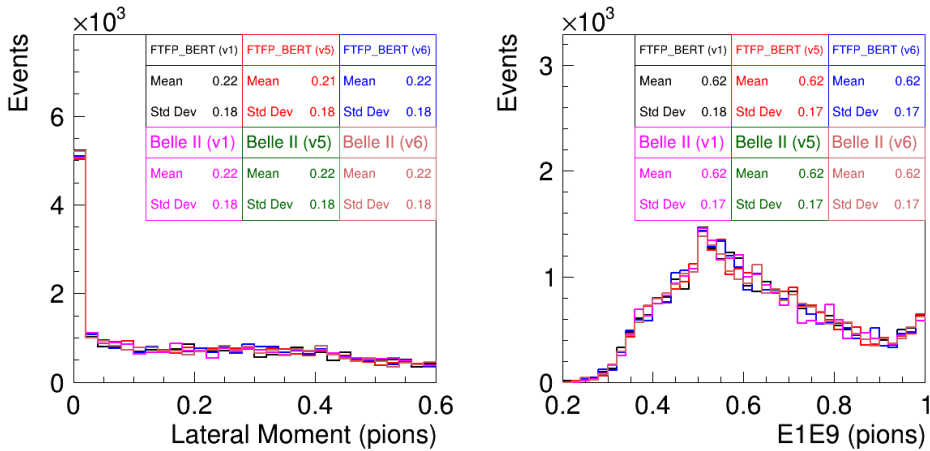 ×10³
Events
FTFP_BERT (v1) FTFP_BERT (v5) FTFP_BERT (v6)
Mean 0.22 Mean 0.21 Mean 0.22
Std Dev 0.18 Std Dev 0.18 Std Dev 0.18
Belle II (v1) Belle II (v5) Belle II (v6)
Mean 0.22 Mean 0.22 Mean 0.22
Std Dev 0.18 Std Dev 0.18 Std Dev 0.18
6
4
2
0
0 0.2 0.4 0.6
Lateral Moment (pions)
×10³
Events
FTFP_BERT (v1) FTFP_BERT (v5) FTFP_BERT (v6)
Mean 0.62 Mean 0.62 Mean 0.62
Std Dev 0.18 Std Dev 0.17 Std Dev 0.17
Belle II (v1) Belle II (v5) Belle II (v6)
Mean 0.62 Mean 0.62 Mean 0.62
Std Dev 0.17 Std Dev 0.17 Std Dev 0.17
3
2
1
0
0.2 0.4 0.6 0.8 1
E1E9 (pions)